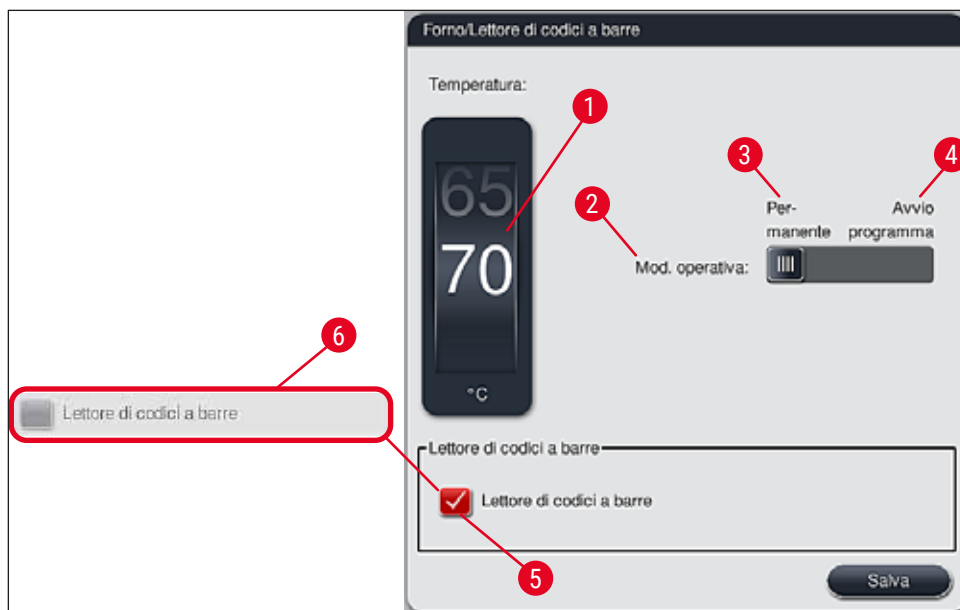 Forno/Lettore di codici a barre
Temperatura:
1
3
4
65
2
Per-
manente
Avvio
programma
70
Mod. operativa:
6
°C
Lettore di codici a barre
Lettore di codici a barre
Lettore di codici a barre
5
Salva